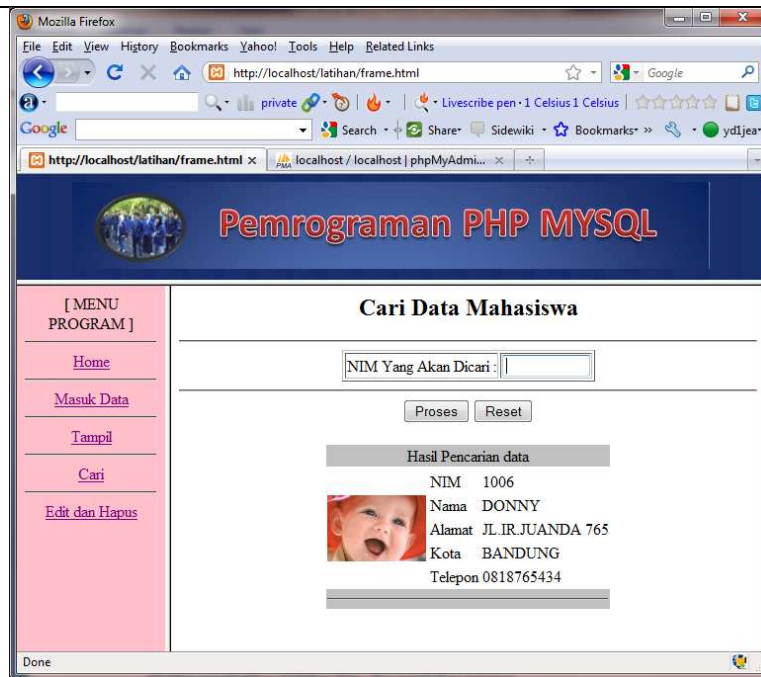 Mozilla Firefox
File Edit View History Bookmarks Yahoo! Tools Help Related Links
http://localhost/latihan/frame.html
Google
private
Livescribe pen · 1 Celsius 1 Celsius
Google
Search
Share
Sidewiki
Bookmarks
»
http://localhost/latihan/frame.html
localhost / localhost | phpMyAdmi...
Pemrograman PHP MYSQL
[ MENU
PROGRAM ]
Home
Masuk Data
Tampil
Cari
Edit dan Hapus
Cari Data Mahasiswa
NIM Yang Akan Dicari :
Proses Reset
Hasil Pencarian data
NIM 1006
Nama DONNY
Alamat JL.IR.JUANDA 765
Kota BANDUNG
Telepon 0818765434
Done